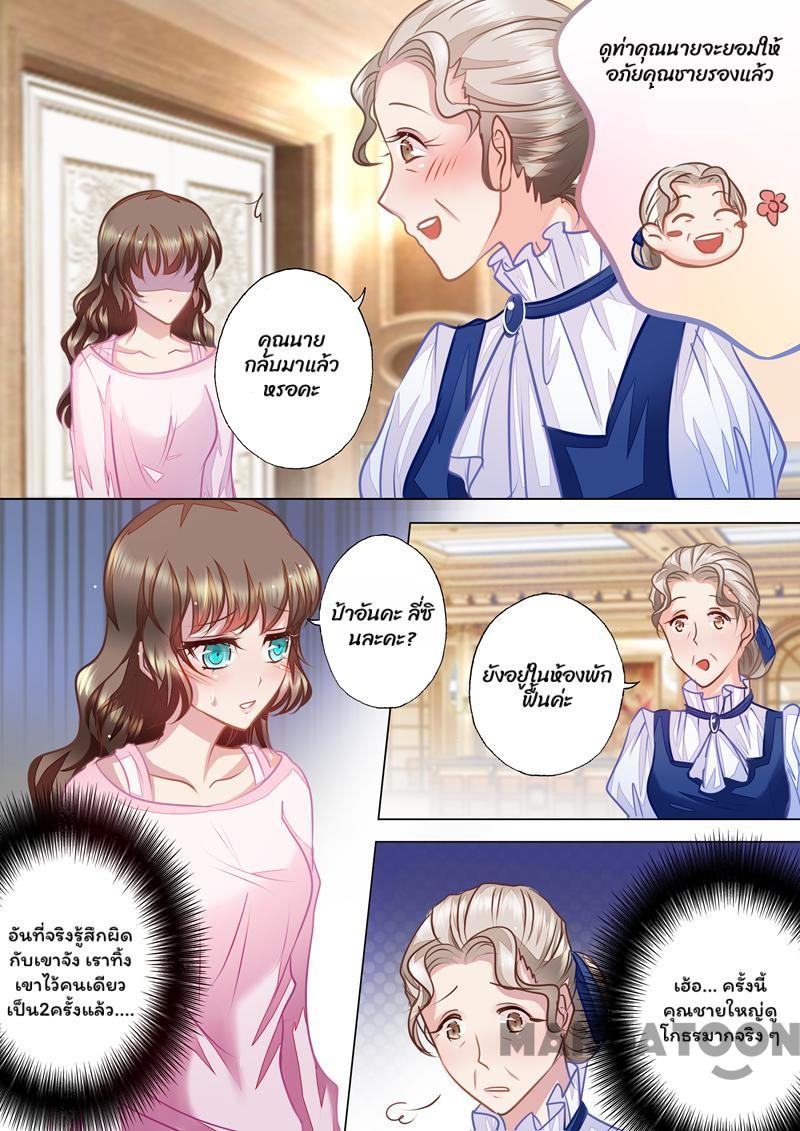 ดูท่าคุณนายจะยอมให้
อภัยคุณชายรองแล้ว
คุณนาย
กลับมาแล้ว
หรอคะ
ป้าอันคะ ลี่ซิ
นละคะ?
ยังอยู่ในห้องพัก
ฟื้นค่ะ
อันที่จริงรู้สึกผิด
กับเขาจัง เราทิ้ง
เขาไว้คนเดียว
เป็น2ครั้งแล้ว....
เฮ้อ... ครั้งนี้
คุณชายใหญ่ดู
โกธรมากจริง ๆ
MANGATOON